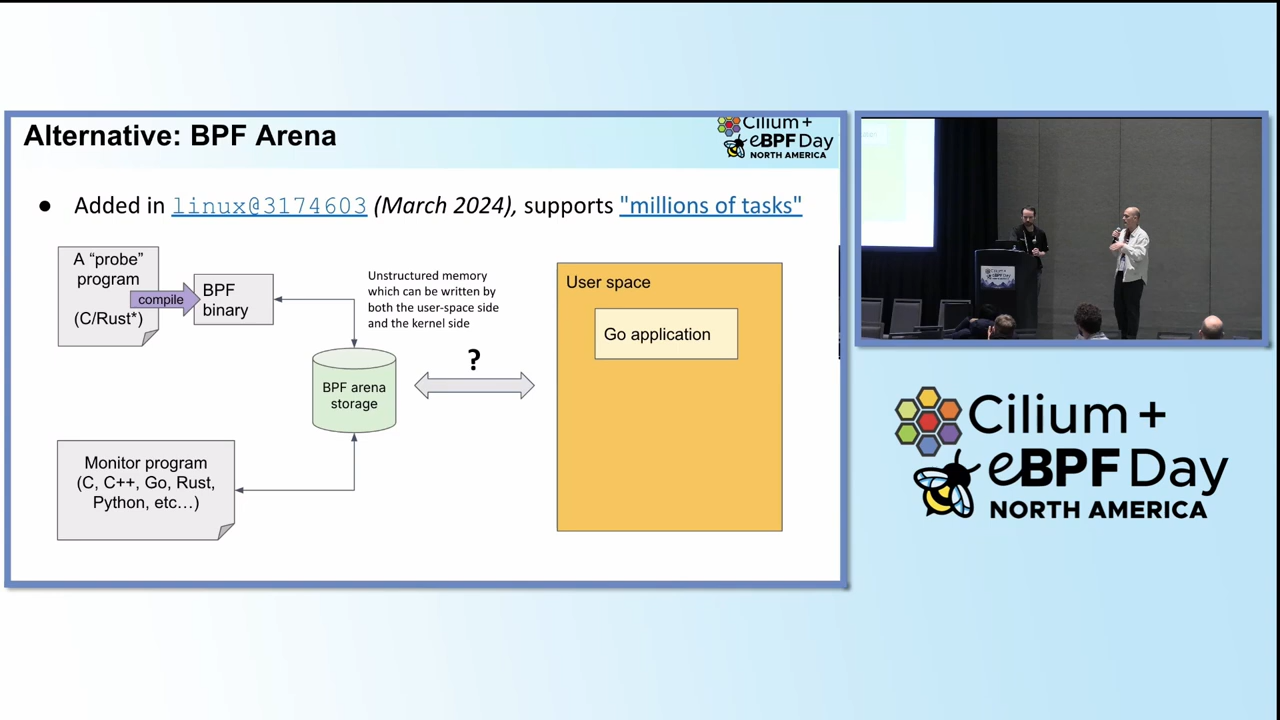 Alternative: BPF Arena
Cilium +
eBPF Day
NORTH AMERICA
● Added in linux@3174603 (March 2024), supports "millions of tasks"
A “probe”
program
(C/Rust*)
compile
BPF
binary
Unstructured memory
which can be written by
both the user-space side
and the kernel side
?
BPF arena
storage
User space
Go application
Monitor program
(C, C++, Go, Rust,
Python, etc…)
Cilium +
eBPF Day
NORTH AMERICA